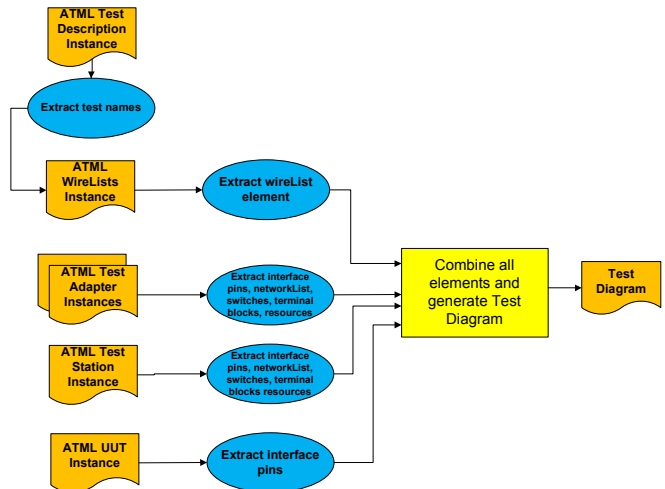 ATML Test
Description
Instance
Extract test names
ATML
WireLists
Instance
Extract wireList
element
ATML Test
Adapter
Instances
Extract interface
pins, networkList,
switches, terminal
blocks, resources
Combine all
elements and
generate Test
Diagram
Test
Diagram
ATML Test
Station
Instance
Extract interface
pins, networkList,
switches, terminal
blocks resources
ATML UUT
Instance
Extract interface
pins